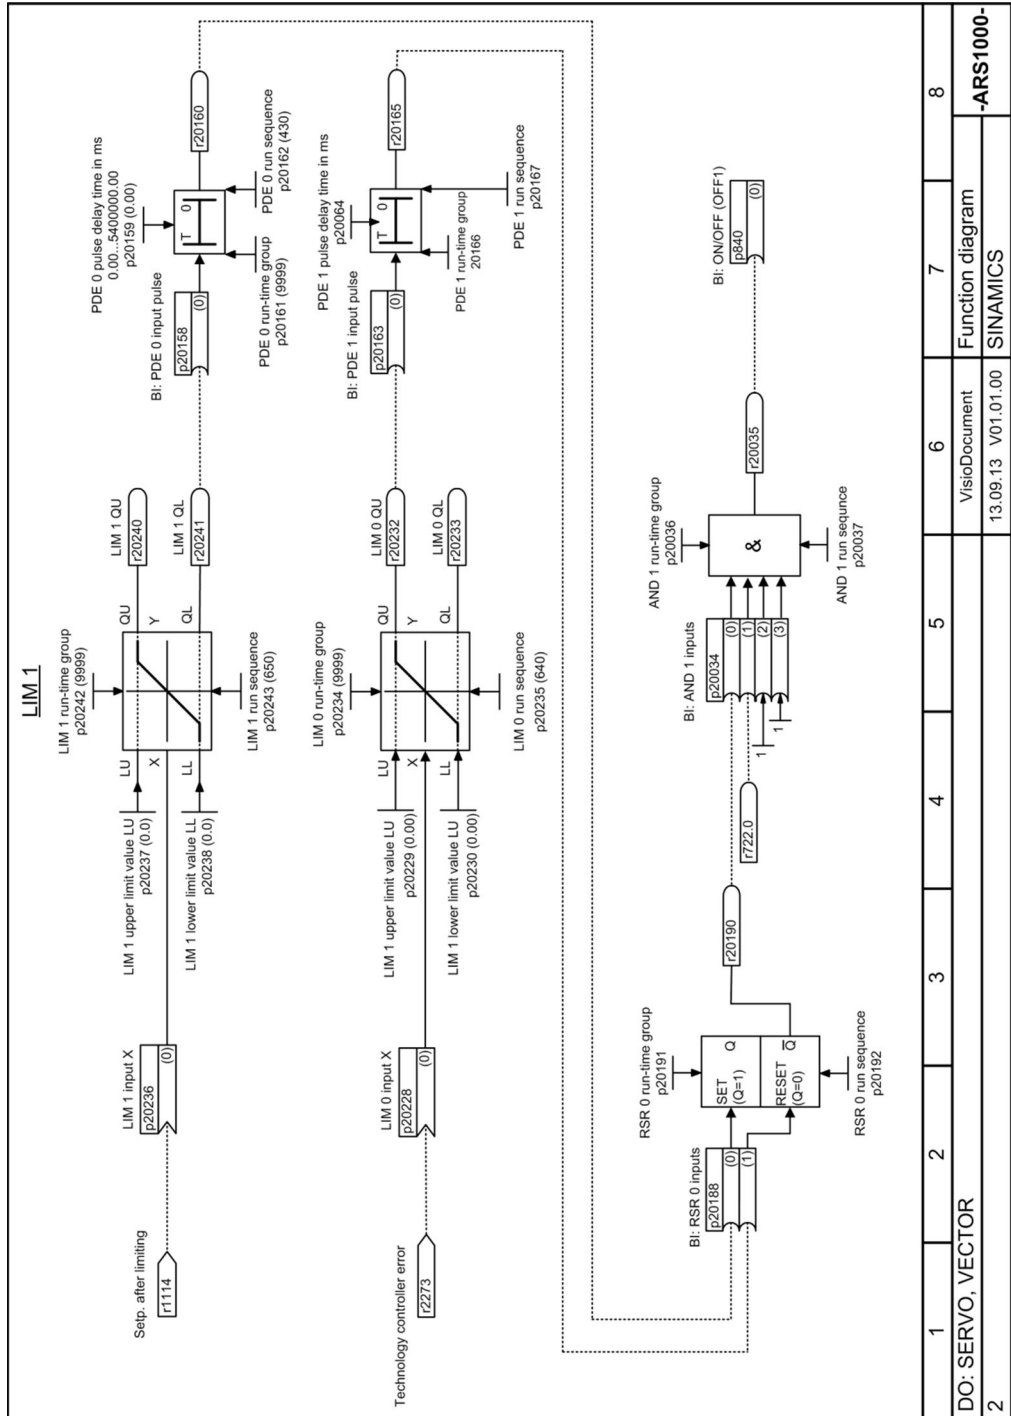 LIM 1
LIM 1 run-time group
p20242 (9999)
Setp. after limiting
r1114
LIM 1 input X
p20236
(0)
LIM 1 upper limit value LU
p20237 (0.0)
LIM 1 lower limit value LL
p20238 (0.0)
LU
X
LL
QU
Y
QL
LIM 1 run sequence
p20243 (650)
LIM 1 QU
r20240
LIM 1 QL
r20241
BI: PDE 0 input pulse
p20158
(0)
PDE 0 pulse delay time in ms
0.00...5400000.00
p20159 (0.00)
T 0
PDE 0 run-time group
p20161 (9999)
PDE 0 run sequence
p20162 (430)
r20160
Technology controller error
r2273
LIM 0 input X
p20228
(0)
LIM 1 upper limit value LU
p20229 (0.00)
LIM 1 lower limit value LL
p20230 (0.00)
LIM 0 run-time group
p20234 (9999)
LU
X
LL
QU
Y
QL
LIM 0 run sequence
p20235 (640)
LIM 0 QU
r20232
LIM 0 QL
r20233
BI: PDE 1 input pulse
p20163
(0)
PDE 1 pulse delay time in ms
p20064
T 0
PDE 1 run-time group
20166
PDE 1 run sequence
p20167
r20165
BI: RSR 0 inputs
p20188
(0)
(1)
RSR 0 run-time group
p20191
SET
(Q=1)
Q
RESET
(Q=0)
Q̅
RSR 0 run sequence
p20192
r20190
r722.0
BI: AND 1 inputs
p20034
(0)
(1)
(2)
(3)
1
1
AND 1 run-time group
p20036
&
AND 1 run sequnce
p20037
r20035
BI: ON/OFF (OFF1)
p840
(0)
1 2 3 4 5 6 7 8
DO: SERVO, VECTOR
VisioDocument
Function diagram
-ARS1000-
2
13.09.13 V01.01.00
SINAMICS